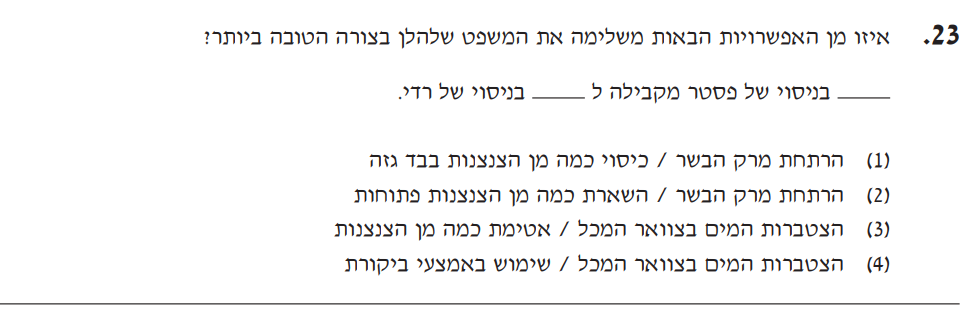 23. איזו מן האפשרויות הבאות משלימה את המשפט שלהלן בצורה הטובה ביותר?
_____ בניסוי של פסטר מקבילה ל _____ בניסוי של רדי.
(1) הרתחת מרק הבשר / כיסוי כמה מן הצנצנות בבד גזה
(2) הרתחת מרק הבשר / השארת כמה מן הצנצנות פתוחות
(3) הצטברות המים בצוואר המכל / אטימת כמה מן הצנצנות
(4) הצטברות המים בצוואר המכל / שימוש באמצעי ביקורת